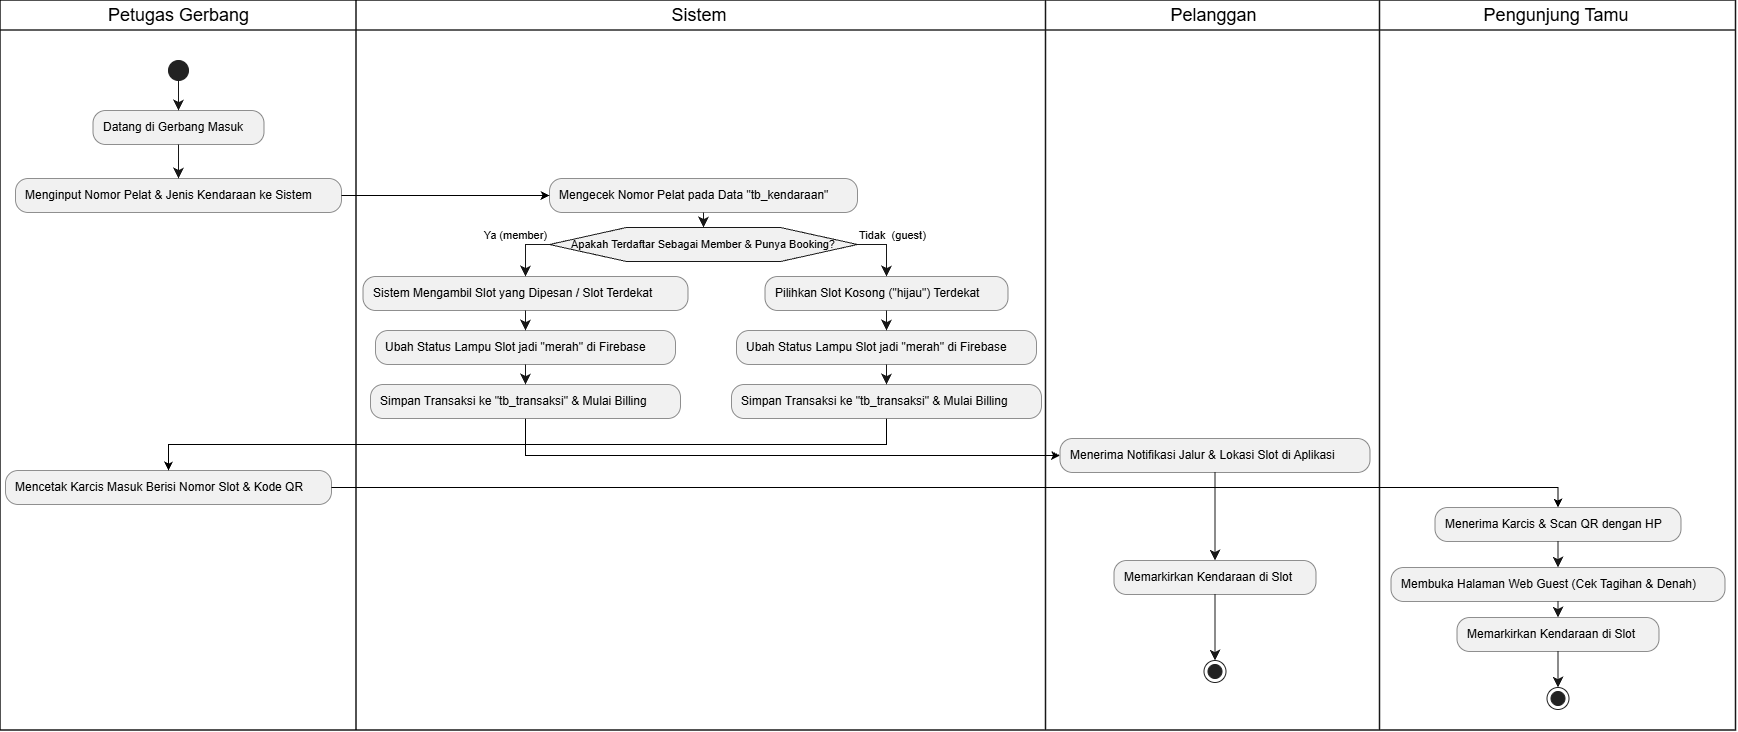 Petugas Gerbang
Sistem
Pelanggan
Pengunjung Tamu
Datang di Gerbang Masuk
Menginput Nomor Pelat & Jenis Kendaraan ke Sistem
Mengecek Nomor Pelat pada Data "tb_kendaraan"
Ya (member)
Apakah Terdaftar Sebagai Member & Punya Booking?
Tidak (guest)
Sistem Mengambil Slot yang Dipesan / Slot Terdekat
Pilihkan Slot Kosong ("hijau") Terdekat
Ubah Status Lampu Slot jadi "merah" di Firebase
Ubah Status Lampu Slot jadi "merah" di Firebase
Simpan Transaksi ke "tb_transaksi" & Mulai Billing
Simpan Transaksi ke "tb_transaksi" & Mulai Billing
Menerima Notifikasi Jalur & Lokasi Slot di Aplikasi
Mencetak Karcis Masuk Berisi Nomor Slot & Kode QR
Menerima Karcis & Scan QR dengan HP
Memarkirkan Kendaraan di Slot
Membuka Halaman Web Guest (Cek Tagihan & Denah)
Memarkirkan Kendaraan di Slot